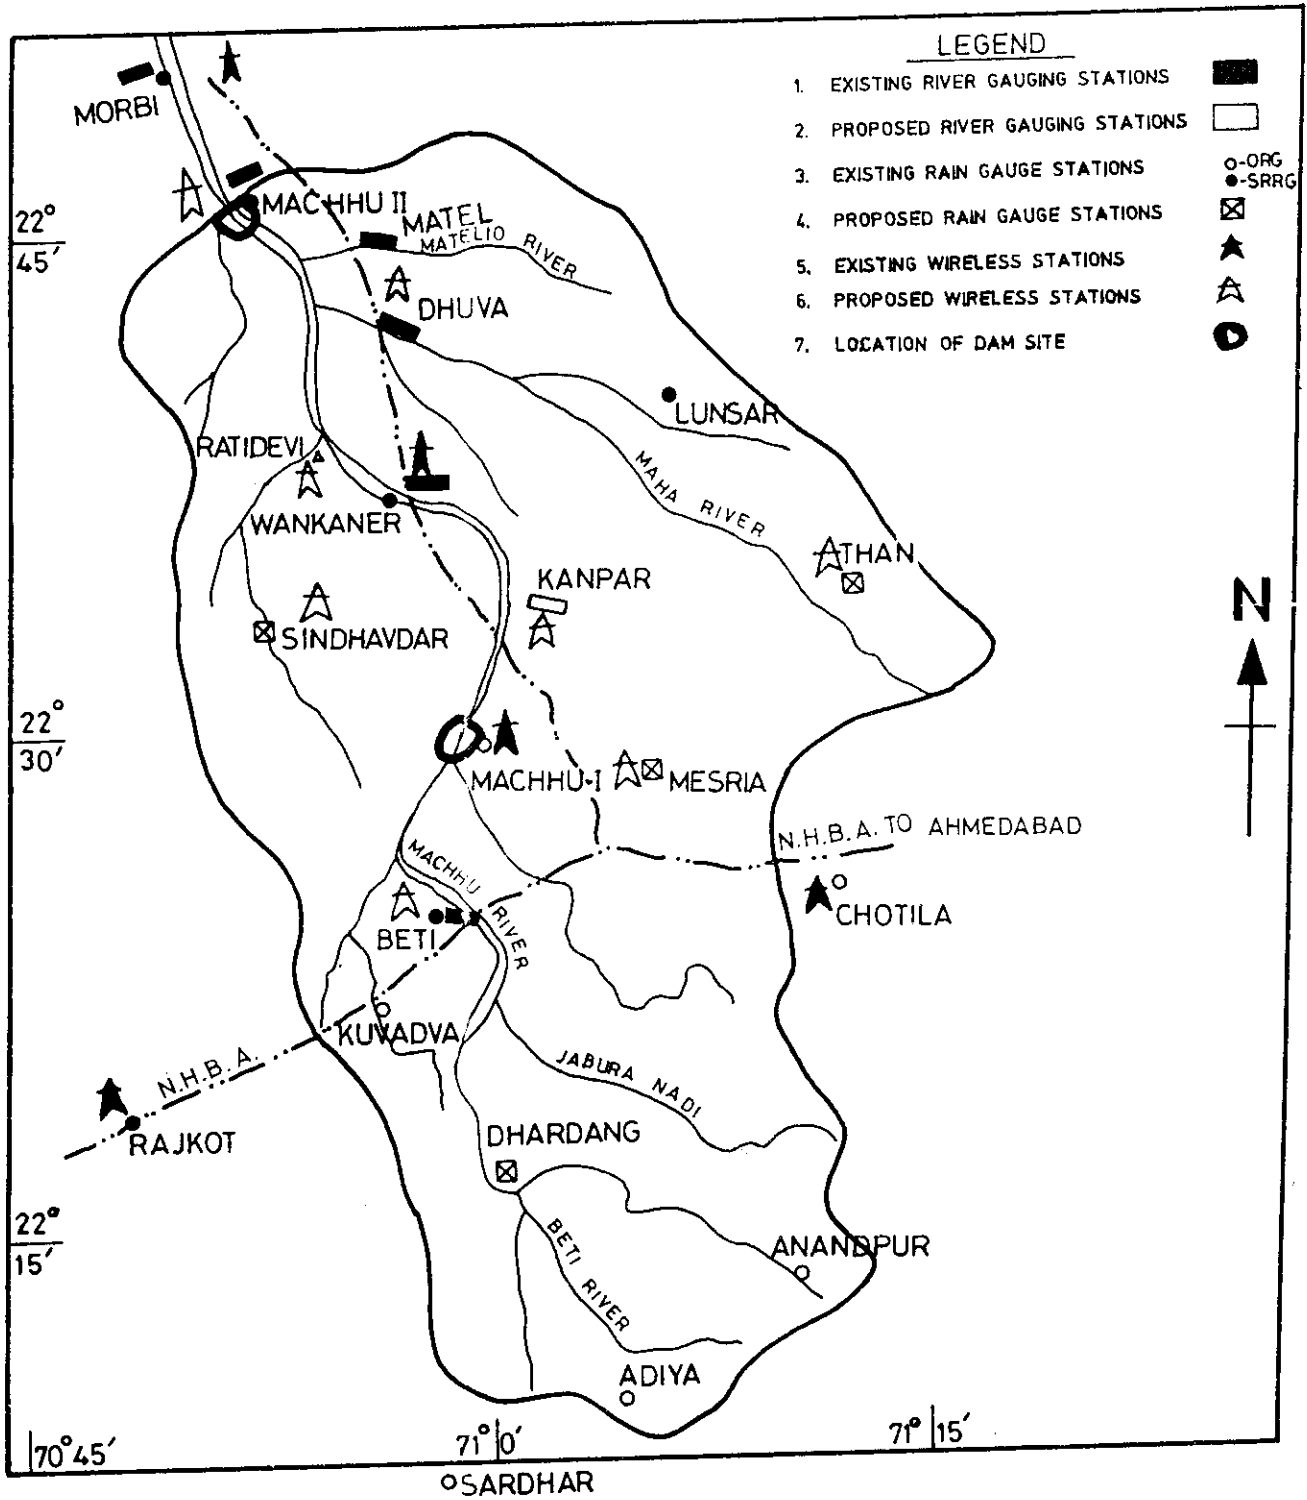 LEGEND
1. EXISTING RIVER GAUGING STATIONS
2. PROPOSED RIVER GAUGING STATIONS
3. EXISTING RAIN GAUGE STATIONS
-ORG
-SRRG
4. PROPOSED RAIN GAUGE STATIONS
5. EXISTING WIRELESS STATIONS
6. PROPOSED WIRELESS STATIONS
7. LOCATION OF DAM SITE
MORBI
MACHHU II
22°
45′
MATEL
MATELIO RIVER
DHUVA
LUNSAR
RATIDEVI
MAHA RIVER
WANKANER
THAN
KANPAR
N
SINDHAVDAR
22°
30′
MACHHU-I
MESRIA
N.H.B.A. TO AHMEDABAD
MACHHU RIVER
CHOTILA
BETI
KUVADVA
N.H.B.A.
JABURA NADI
RAJKOT
DHARDANG
22°
15′
BETI RIVER
ANANDPUR
ADIYA
70°45′
71°0′
71°15′
SARDHAR